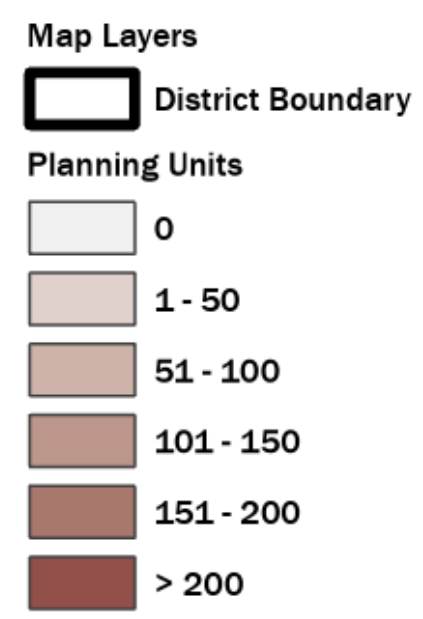 Map Layers
District Boundary
Planning Units
0
1 - 50
51 - 100
101 - 150
151 - 200
> 200